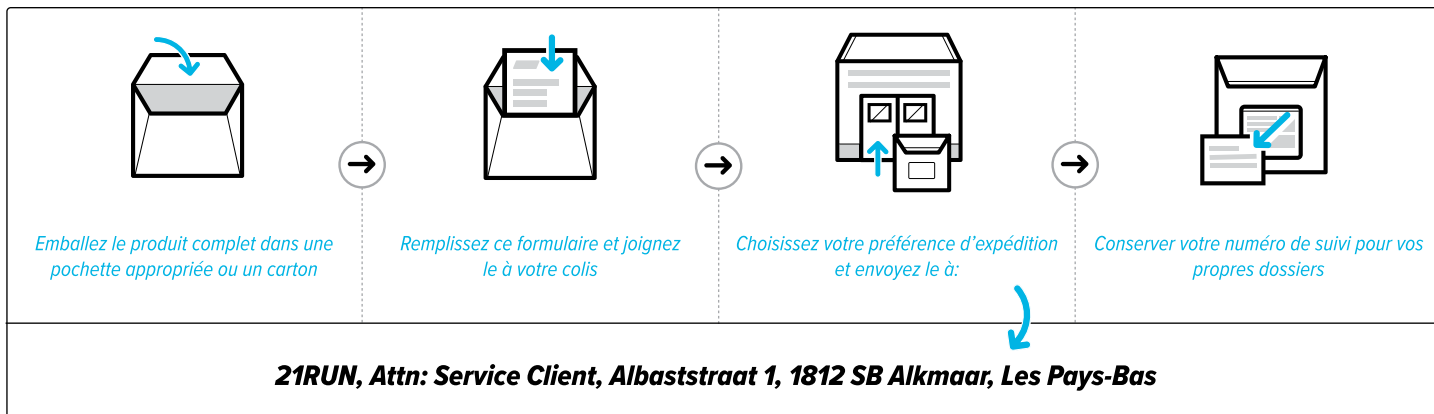 Emballez le produit complet dans une
pochette appropriée ou un carton
Remplissez ce formulaire et joignez
le à votre colis
Choisissez votre préférence d'expédition
et envoyez le à:
Conserver votre numéro de suivi pour vos
propres dossiers
21RUN, Attn: Service Client, Albaststraat 1, 1812 SB Alkmaar, Les Pays-Bas